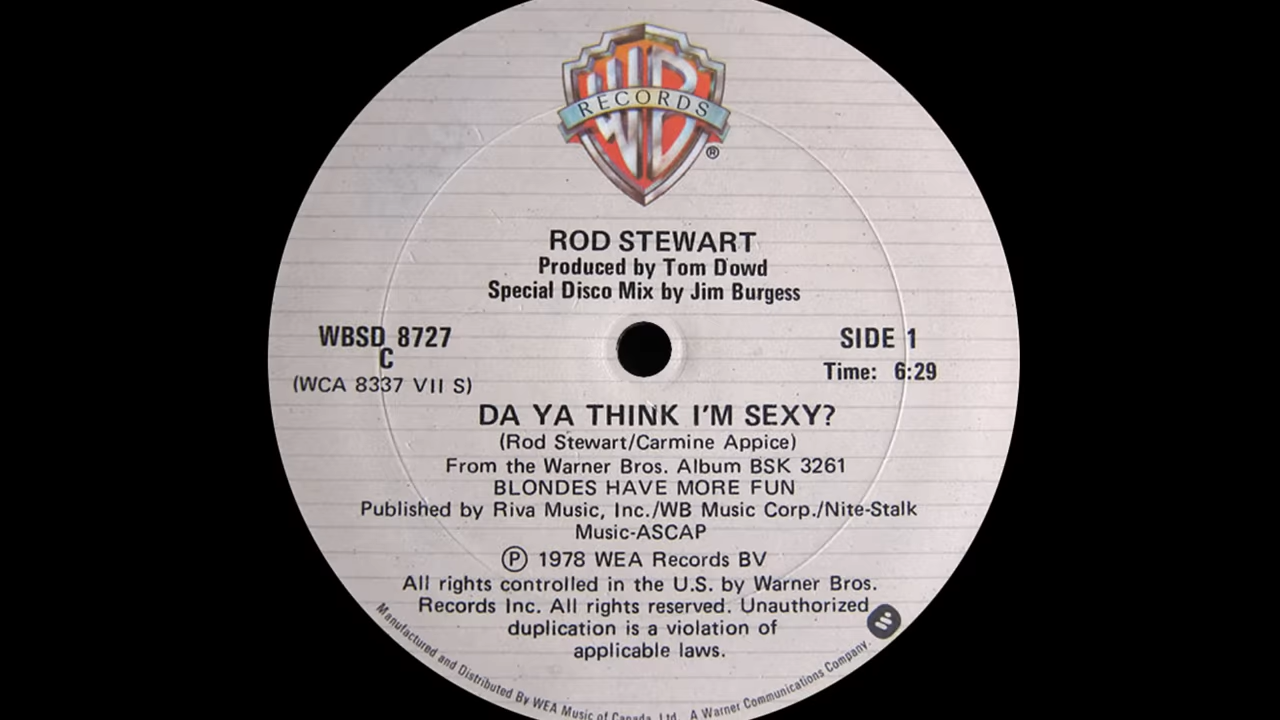 WB
RECORDS
®
ROD STEWART
Produced by Tom Dowd
Special Disco Mix by Jim Burgess
WBSD 8727
C
(WCA 8337 VII S)
SIDE 1
Time: 6:29
DA YA THINK I'M SEXY?
(Rod Stewart/Carmine Appice)
From the Warner Bros. Album BSK 3261
BLONDES HAVE MORE FUN
Published by Riva Music, Inc./WB Music Corp./Nite-Stalk
Music-ASCAP
Ⓟ 1978 WEA Records BV
All rights controlled in the U.S. by Warner Bros.
Records Inc. All rights reserved. Unauthorized
duplication is a violation of
applicable laws.
Manufactured and Distributed By WEA Music of Canada, Ltd. A Warner Communications Company.